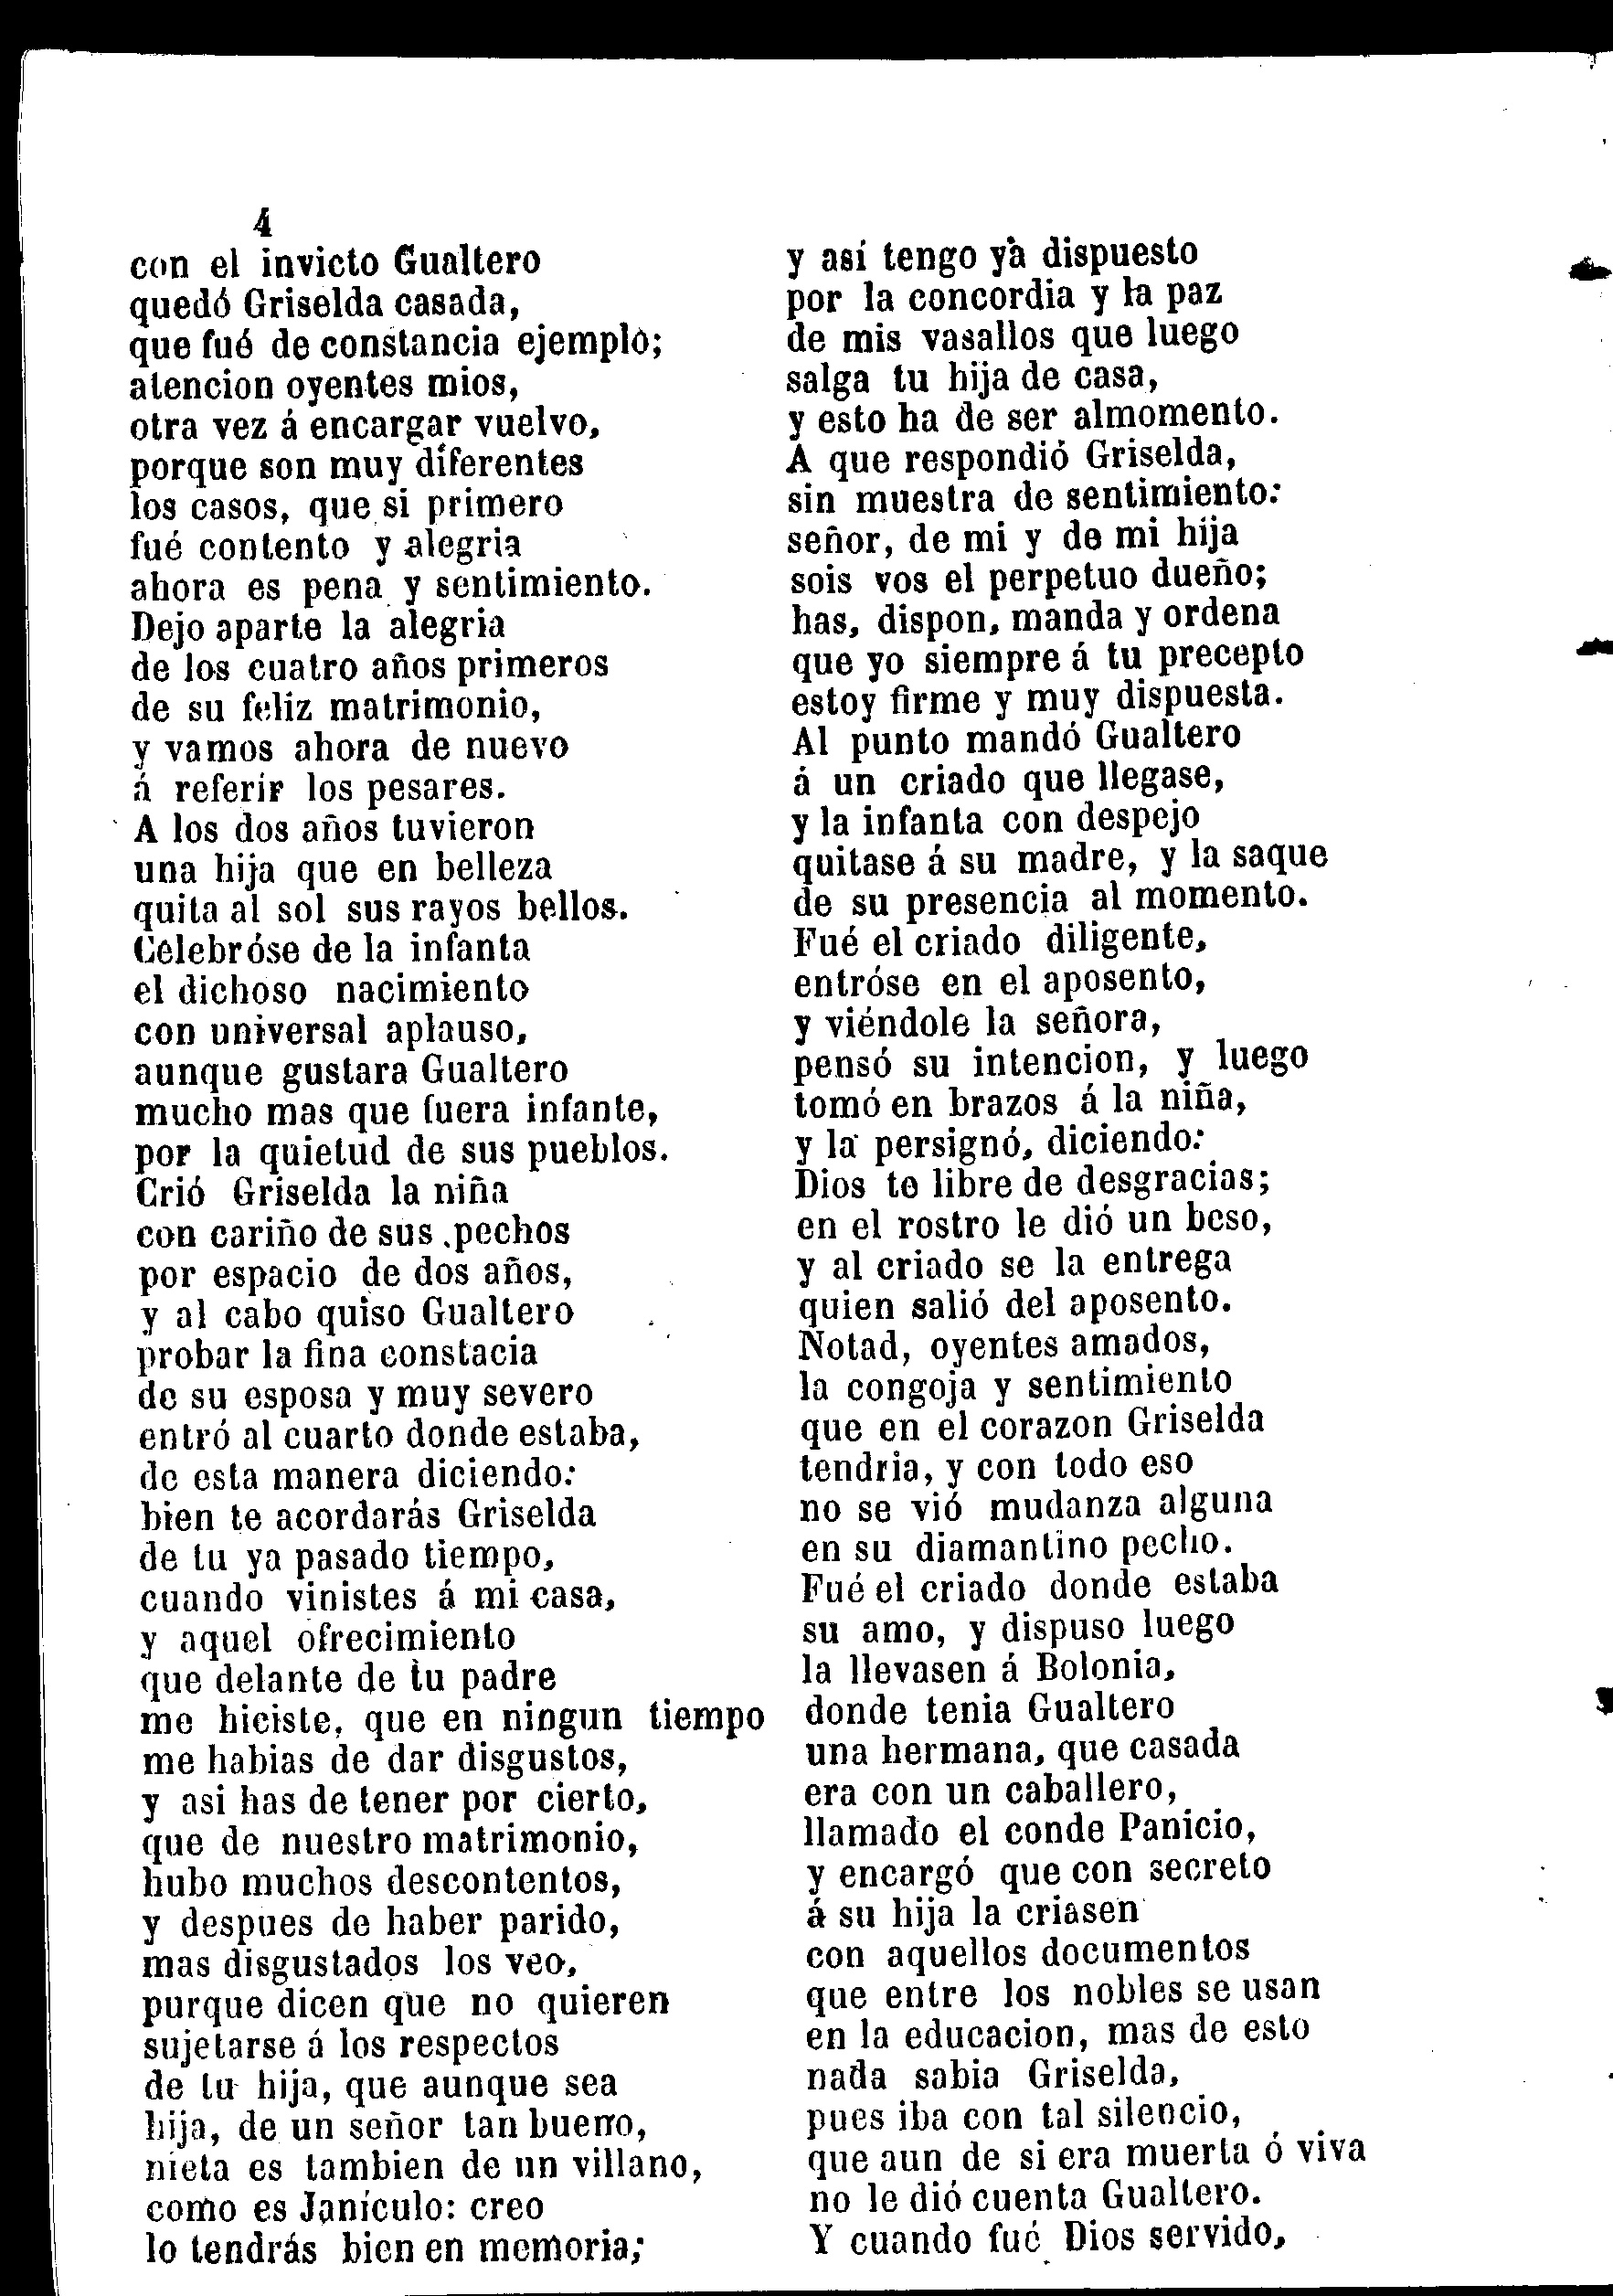 4
con el invicto Gualtero
quedó Griselda casada,
que fué de constancia ejemplo;
atencion oyentes mios,
otra vez á encargar vuelvo,
porque son muy diferentes
los casos, que si primero
fué contento y alegria
ahora es pena y sentimiento.
Dejo aparte la alegria
de los cuatro años primeros
de su feliz matrimonio,
y vamos ahora de nuevo
á referir los pesares.
A los dos años tuvieron
una hija que en belleza
quita al sol sus rayos bellos.
Celebróse de la infanta
el dichoso nacimiento
con universal aplauso,
aunque gustara Gualtero
mucho mas que fuera infante,
por la quietud de sus pueblos.
Crió Griselda la niña
con cariño de sus pechos
por espacio de dos años,
y al cabo quiso Gualtero
probar la fina constacia
de su esposa y muy severo
entró al cuarto donde estaba,
de esta manera diciendo:
bien te acordarás Griselda
de tu ya pasado tiempo,
cuando vinistes á mi casa,
y aquel ofrecimiento
que delante de tu padre
me hiciste, que en ningun tiempo
me habias de dar disgustos,
y asi has de tener por cierto,
que de nuestro matrimonio,
hubo muchos descontentos,
y despues de haber parido,
mas disgustados los veo,
purque dicen que no quieren
sujetarse á los respectos
de tu hija, que aunque sea
hija, de un señor tan bueno,
nieta es tambien de un villano,
como es Janículo: creo
lo tendrás bien en memoria;
y así tengo ya dispuesto
por la concordia y la paz
de mis vasallos que luego
salga tu hija de casa,
y esto ha de ser almomento.
A que respondió Griselda,
sin muestra de sentimiento:
señor, de mi y de mi hija
sois vos el perpetuo dueño;
has, dispon, manda y ordena
que yo siempre á tu precepto
estoy firme y muy dispuesta.
Al punto mandó Gualtero
á un criado que llegase,
y la infanta con despejo
quitase á su madre, y la saque
de su presencia al momento.
Fué el criado diligente,
entróse en el aposento,
y viéndole la señora,
pensó su intencion, y luego
tomó en brazos á la niña,
y la persignó, diciendo:
Dios te libre de desgracias;
en el rostro le dió un beso,
y al criado se la entrega
quien salió del aposento.
Notad, oyentes amados,
la congoja y sentimiento
que en el corazon Griselda
tendria, y con todo eso
no se vió mudanza alguna
en su diamantino pecho.
Fué el criado donde estaba
su amo, y dispuso luego
la llevasen á Bolonia,
donde tenia Gualtero
una hermana, que casada
era con un caballero,
llamado el conde Panicio,
y encargó que con secreto
á su hija la criasen
con aquellos documentos
que entre los nobles se usan
en la educacion, mas de esto
nada sabia Griselda,
pues iba con tal silencio,
que aun de si era muerta ó viva
no le dió cuenta Gualtero.
Y cuando fué Dios servido,